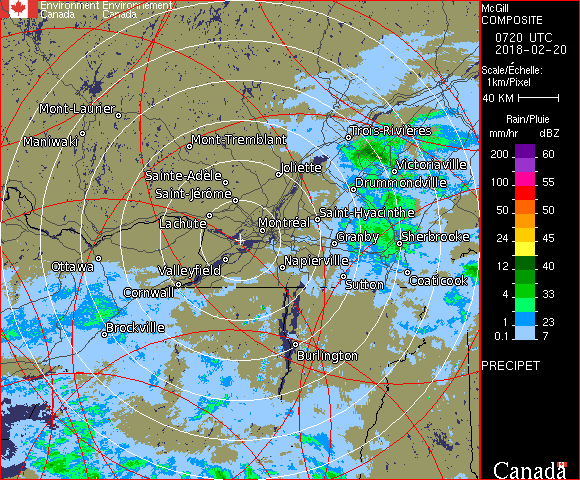 Environment Environnement
Canada Canada
McGill
COMPOSITE
0720 UTC
2018-02-20
Scale/Échelle:
1km/Pixel
40 KM
Rain/Pluie
mm/hr dBZ
200 60
100 55
50 50
24 45
12 40
4 33
1 23
0.1 7
PRECIPET
Canada
Mont-Laurier
Maniwaki
Mont-Tremblant
Trois-Rivières
Joliette
Victoriaville
Sainte-Adèle
Drummondville
Saint-Jérôme
Lachute
Saint-Hyacinthe
Montréal
Granby
Sherbrooke
Ottawa
Valleyfield
Napierville
Cornwall
Sutton
Coaticook
Brockville
Burlington